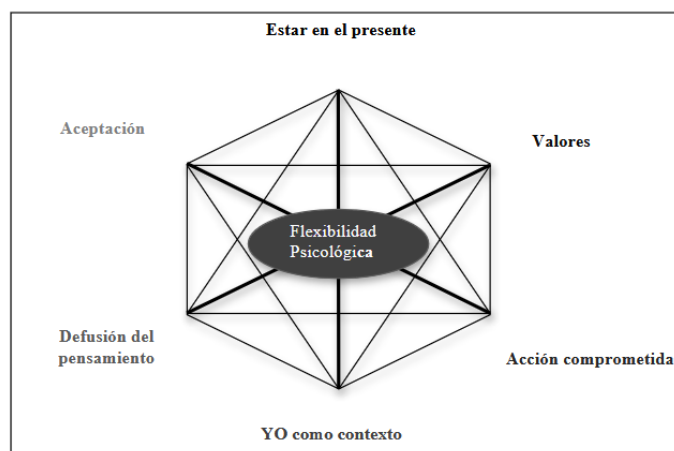 Estar en el presente
Aceptación
Valores
Flexibilidad
Psicológica
Defusión del
pensamiento
Acción comprometida
YO como contexto